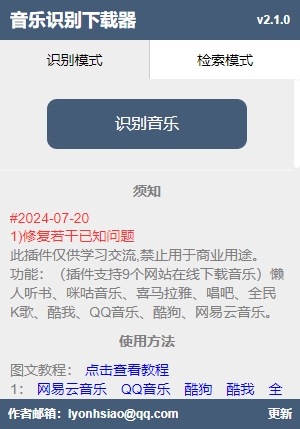 音乐识别下载器 v2.1.0
识别模式 检索模式
识别音乐
须知
#2024-07-20
1)修复若干已知问题
此插件仅供学习交流,禁止用于商业用途。
功能：（插件支持9个网站在线下载音乐）懒
人听书、咪咕音乐、喜马拉雅、唱吧、全民
K歌、酷我、QQ音乐、酷狗、网易云音乐。
使用方法
图文教程： 点击查看教程
1： 网易云音乐 QQ音乐 酷狗 酷我 全
作者邮箱：lyonhsiao@qq.com 更新